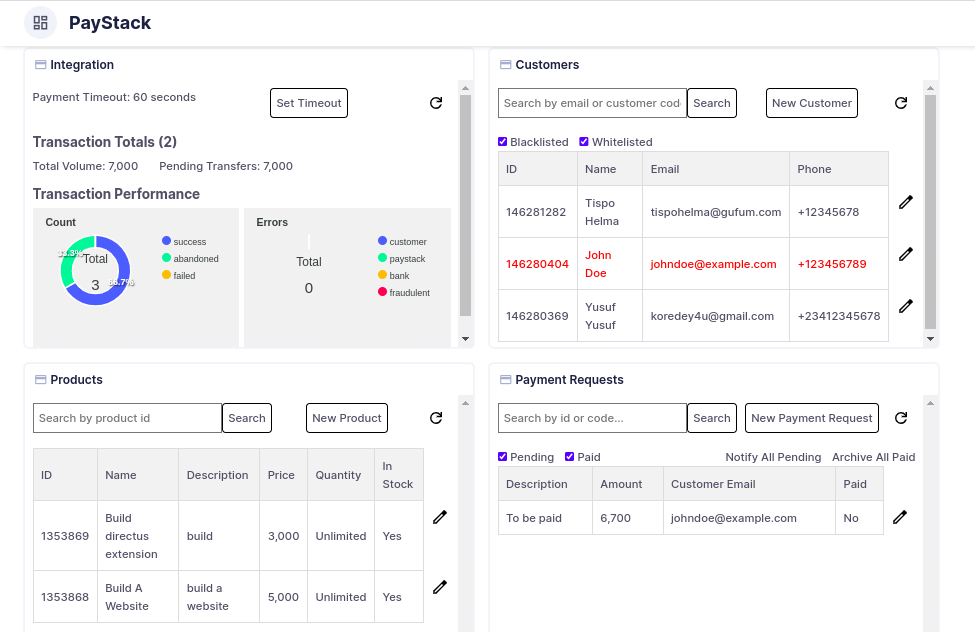 PayStack
Integration
Payment Timeout: 60 seconds
Set Timeout
Transaction Totals (2)
Total Volume: 7,000 Pending Transfers: 7,000
Transaction Performance
Count
success
abandoned
failed
33.3%
Total
3
66.7%
Errors
customer
paystack
bank
fraudulent
Total
0
Customers
Search by email or customer cod
Search
New Customer
Blacklisted Whitelisted
ID Name Email Phone
146281282 Tispo Helma tispohelma@gufum.com +12345678
146280404 John Doe johndoe@example.com +123456789
146280369 Yusuf Yusuf koredey4u@gmail.com +23412345678
Products
Search by product id
Search
New Product
ID Name Description Price Quantity In Stock
1353869 Build directus extension build 3,000 Unlimited Yes
1353868 Build A Website build a website 5,000 Unlimited Yes
Payment Requests
Search by id or code...
Search
New Payment Request
Pending Paid Notify All Pending Archive All Paid
Description Amount Customer Email Paid
To be paid 6,700 johndoe@example.com No